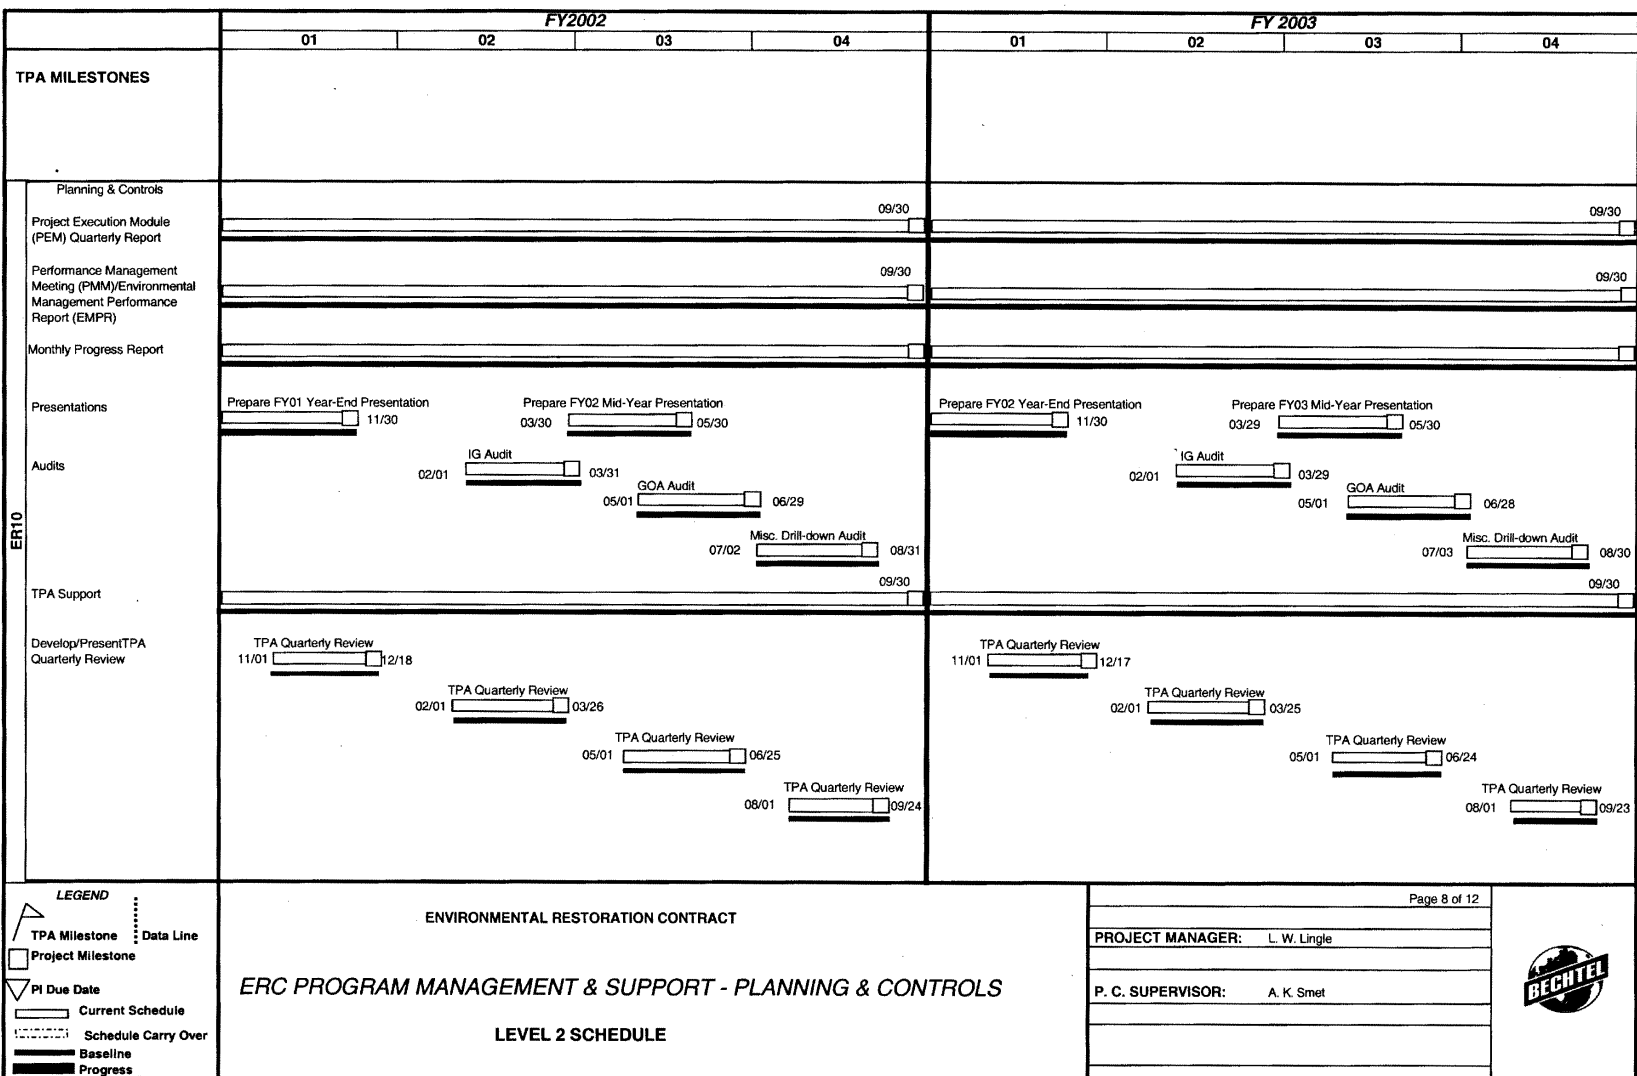 FY2002
FY 2003
01 02 03 04 01 02 03 04
TPA MILESTONES
ER10
Planning & Controls
Project Execution Module
(PEM) Quarterly Report
09/30
09/30
Performance Management
Meeting (PMM)/Environmental
Management Performance
Report (EMPR)
09/30
09/30
Monthly Progress Report
Presentations
Prepare FY01 Year-End Presentation
11/30
Prepare FY02 Mid-Year Presentation
03/30 05/30
Prepare FY02 Year-End Presentation
11/30
Prepare FY03 Mid-Year Presentation
03/29 05/30
Audits
IG Audit
02/01 03/31
GOA Audit
05/01 06/29
Misc. Drill-down Audit
07/02 08/31
IG Audit
02/01 03/29
GOA Audit
05/01 06/28
Misc. Drill-down Audit
07/03 08/30
TPA Support
09/30
09/30
Develop/PresentTPA
Quarterly Review
TPA Quarterly Review
11/01 12/18
TPA Quarterly Review
02/01 03/26
TPA Quarterly Review
05/01 06/25
TPA Quarterly Review
08/01 09/24
TPA Quarterly Review
11/01 12/17
TPA Quarterly Review
02/01 03/25
TPA Quarterly Review
05/01 06/24
TPA Quarterly Review
08/01 09/23
LEGEND
TPA Milestone Data Line
Project Milestone
PI Due Date
Current Schedule
Schedule Carry Over
Baseline
Progress
ENVIRONMENTAL RESTORATION CONTRACT
ERC PROGRAM MANAGEMENT & SUPPORT - PLANNING & CONTROLS
LEVEL 2 SCHEDULE
Page 8 of 12
PROJECT MANAGER: L. W. Lingle
P. C. SUPERVISOR: A. K. Smet
BECHTEL